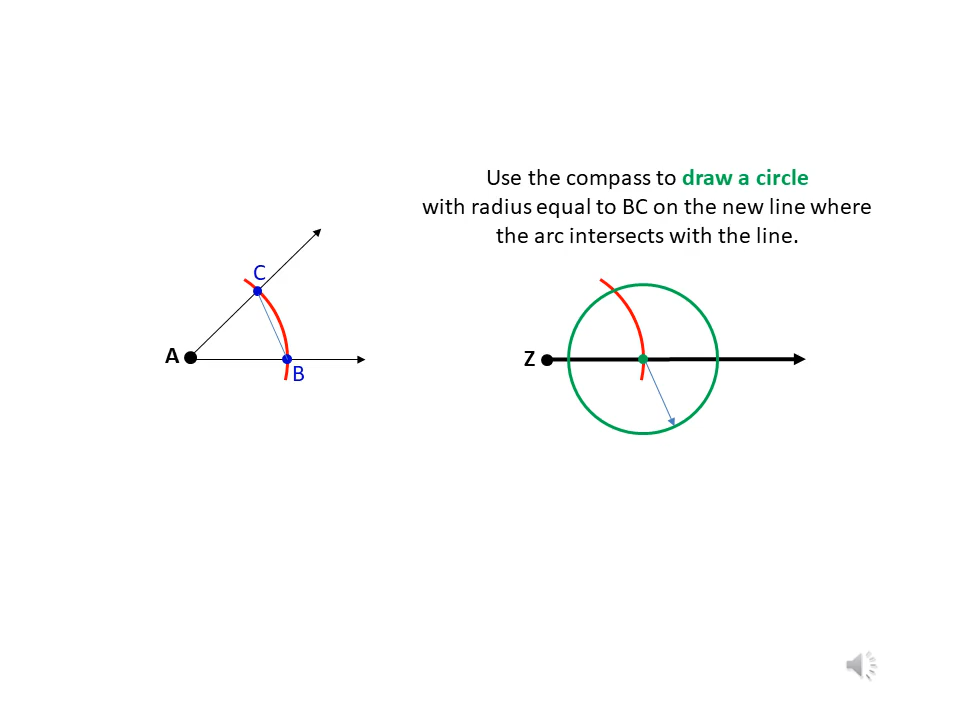 Use the compass to draw a circle
with radius equal to BC on the new line where
the arc intersects with the line.
C
A
B
Z